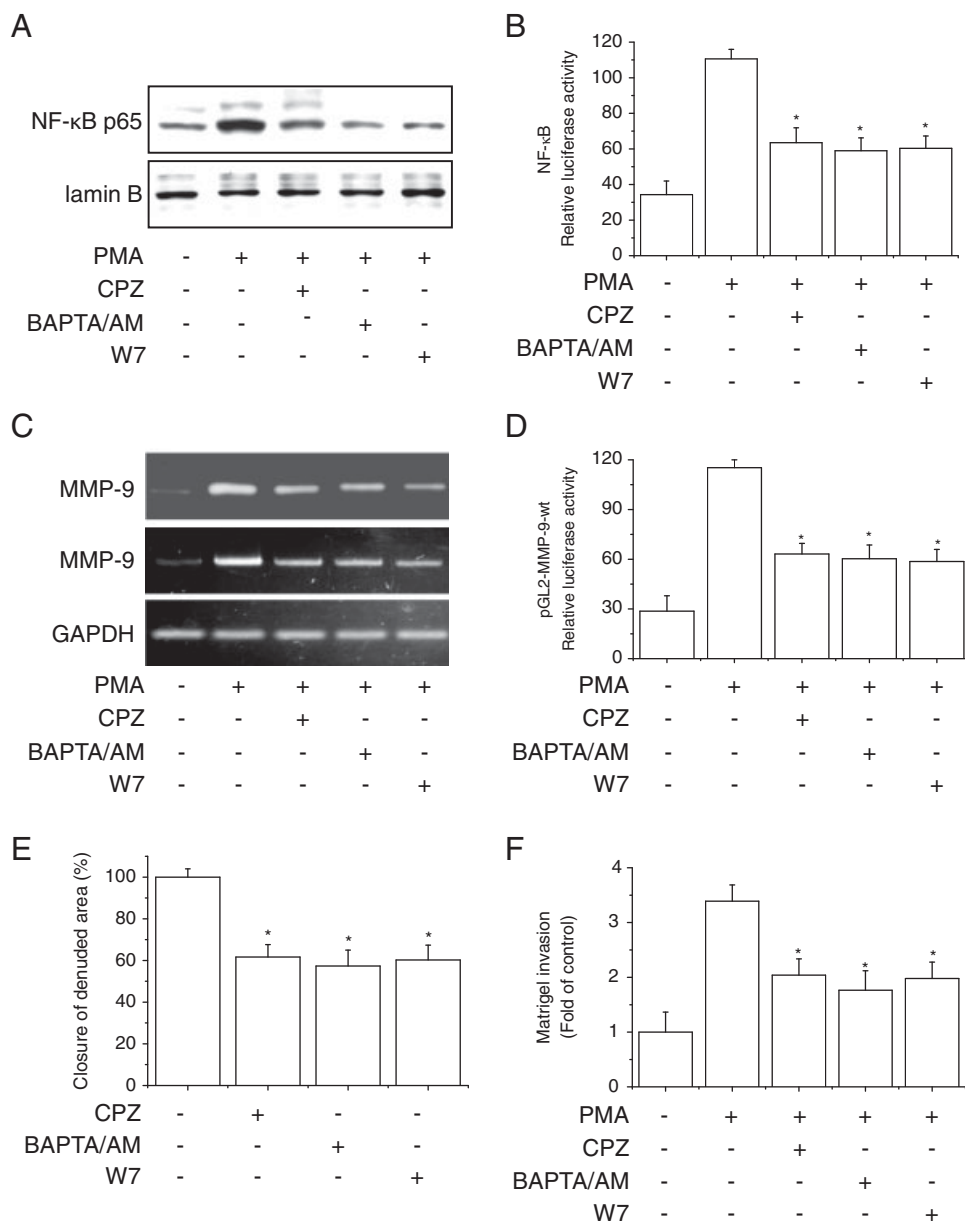 A
NF-κB p65
lamin B
PMA - + + + +
CPZ - - + - -
BAPTA/AM - - - + -
W7 - - - - +
B
NF-κB
Relative luciferase activity
120
100
80
60
40
20
0
* * *
PMA - + + + +
CPZ - - + - -
BAPTA/AM - - - + -
W7 - - - - +
C
MMP-9
MMP-9
GAPDH
PMA - + + + +
CPZ - - + - -
BAPTA/AM - - - + -
W7 - - - - +
D
pGL2-MMP-9-wt
Relative luciferase activity
120
90
60
30
0
* * *
PMA - + + + +
CPZ - - + - -
BAPTA/AM - - - + -
W7 - - - - +
E
Closure of denuded area (%)
100
80
60
40
20
0
* * *
CPZ - + - -
BAPTA/AM - - + -
W7 - - - +
F
Matrigel invasion
(Fold of control)
4
3
2
1
0
* * *
PMA - + + + +
CPZ - - + - -
BAPTA/AM - - - + -
W7 - - - - +